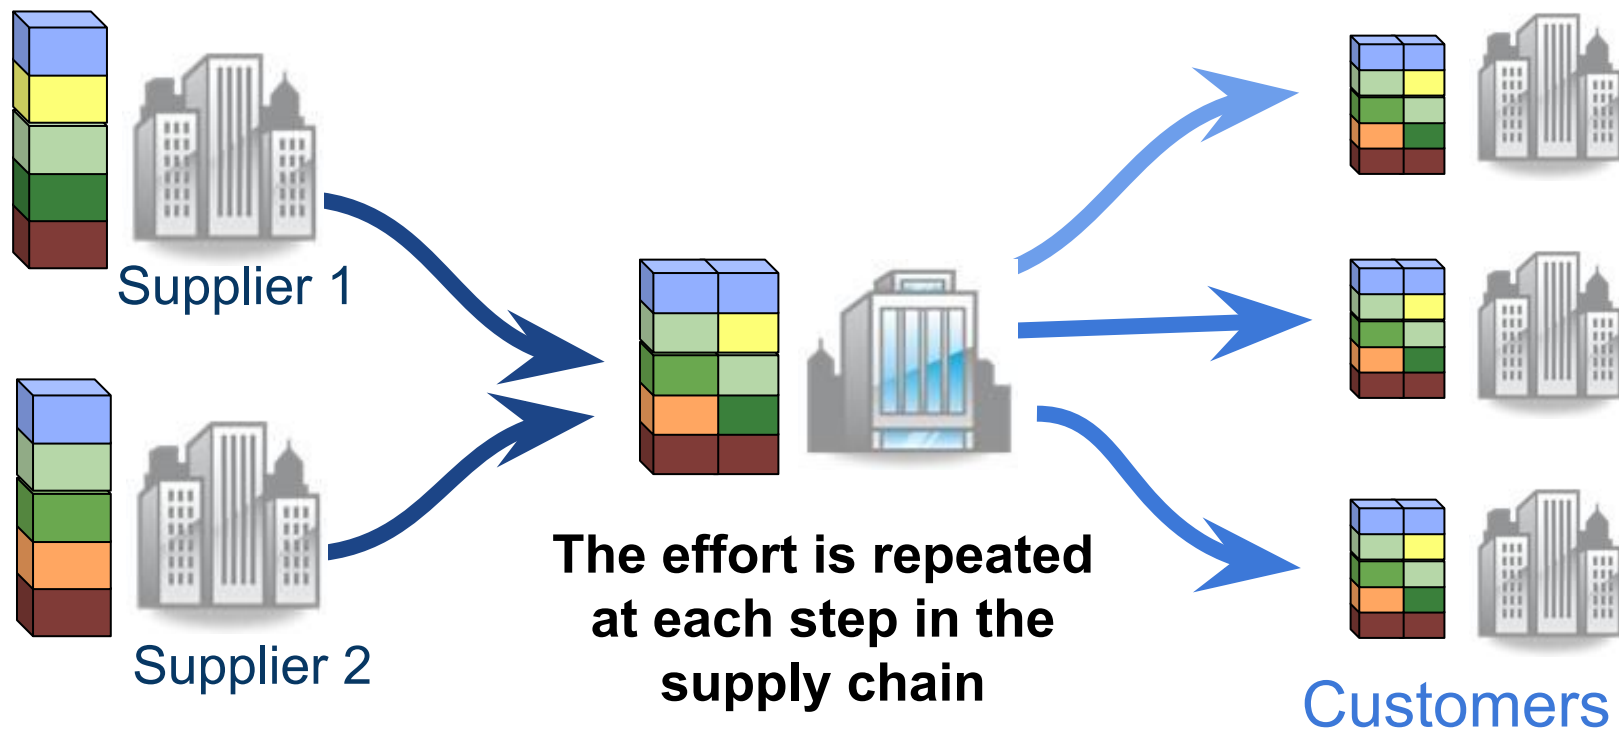 Supplier 1
Supplier 2
The effort is repeated
at each step in the
supply chain
Customers